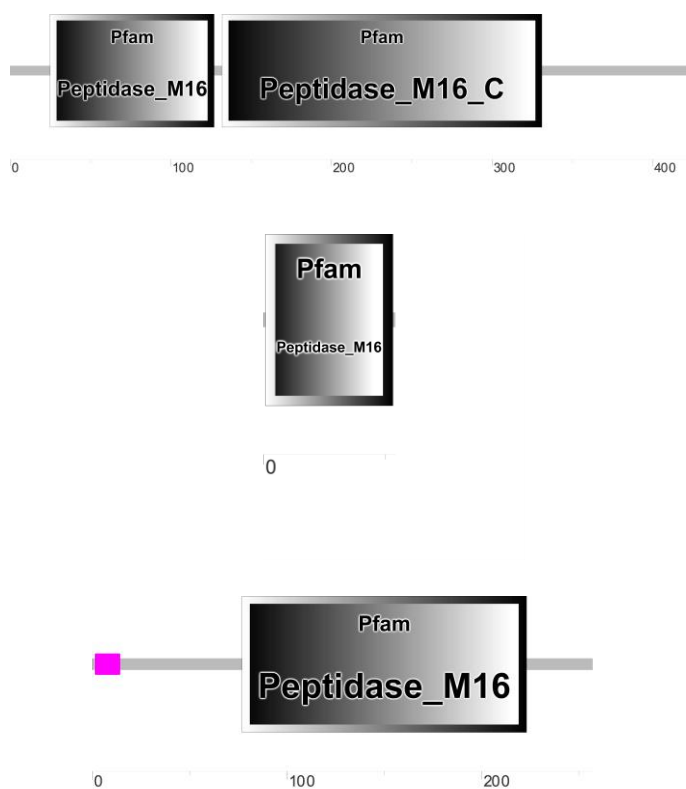 Pfam Pfam
Peptidase_M16 Peptidase_M16_C
0 100 200 300 400
Pfam
Peptidase_M16
0
Pfam
Peptidase_M16
0 100 200